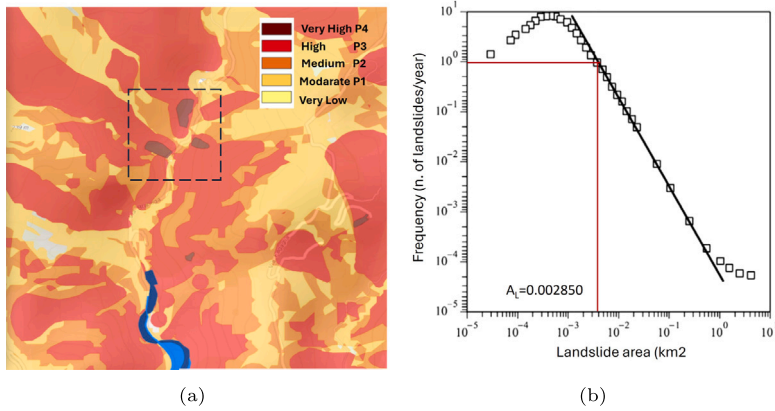 Very High P4
High P3
Medium P2
Modarate P1
Very Low
(a)
Frequency (n. of landslides/year)
10^1
10^0
10^-1
10^-2
10^-3
10^-4
10^-5
A_L=0.002850
10^-5
10^-4
10^-3
10^-2
10^-1
10^0
10
Landslide area (km2
(b)